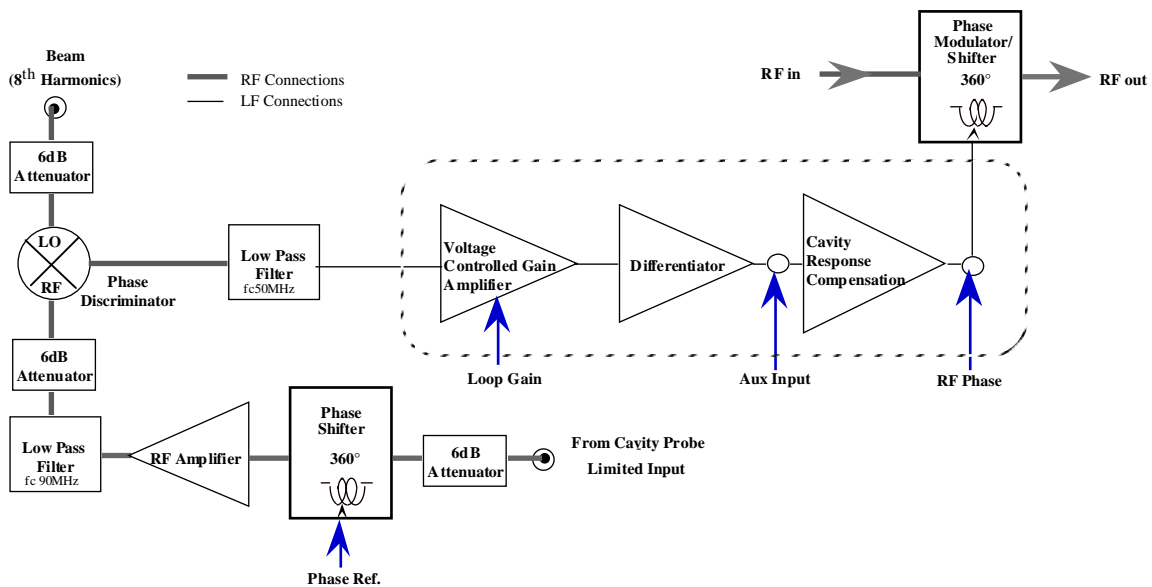 Beam
(8th Harmonics)
RF Connections
LF Connections
RF in
Phase
Modulator/
Shifter
360°
RF out
6dB
Attenuator
LO
RF
Phase
Discriminator
Low Pass
Filter
fc50MHz
Voltage
Controlled Gain
Amplifier
Differentiator
Cavity
Response
Compensation
Loop Gain
Aux Input
RF Phase
6dB
Attenuator
Low Pass
Filter
fc 90MHz
RF Amplifier
Phase
Shifter
360°
6dB
Attenuator
From Cavity Probe
Limited Input
Phase Ref.